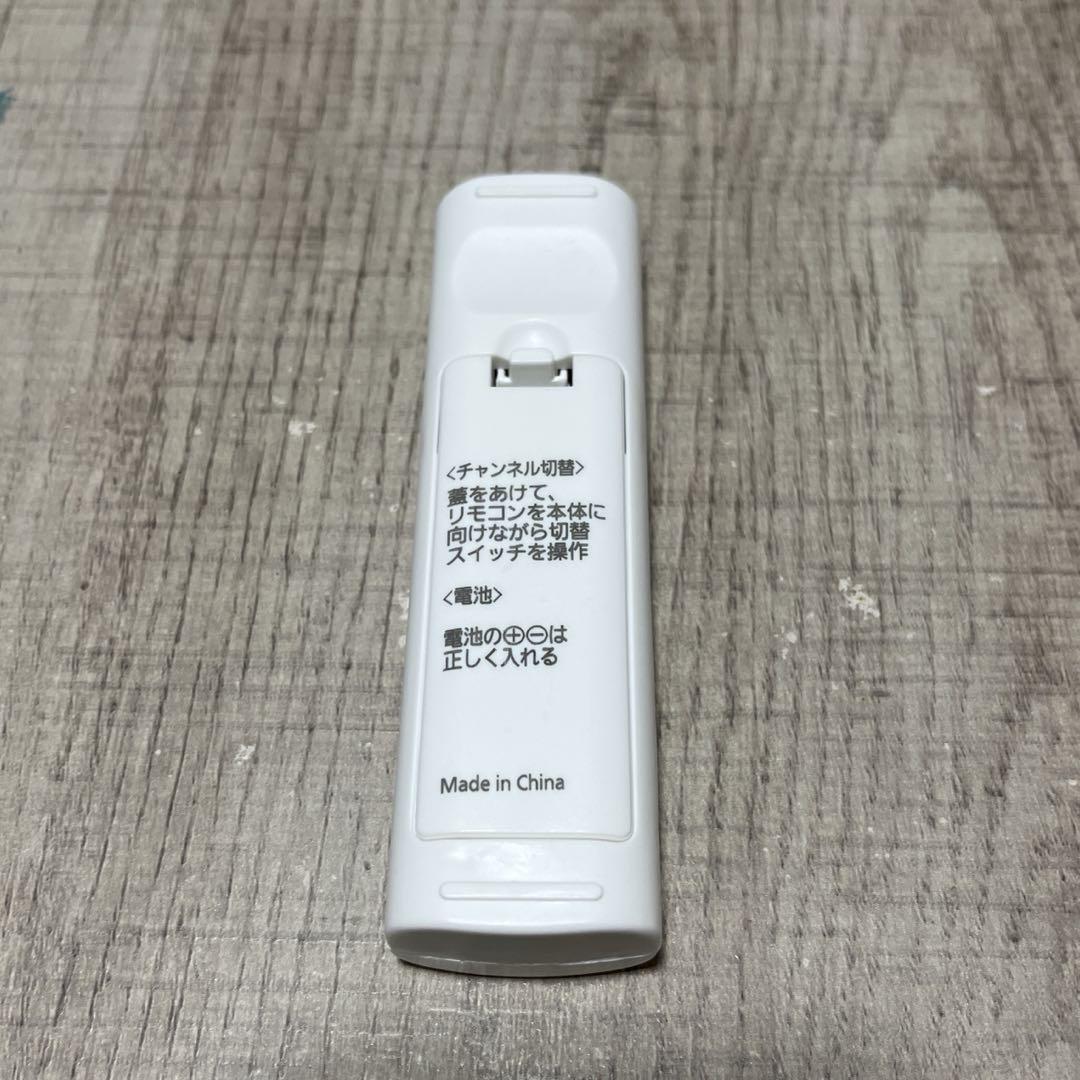 <チャンネル切替>
蓋をあけて、
リモコンを本体に
向けながら切替
スイッチを操作
<電池>
電池の⊕⊖は
正しく入れる
Made in China